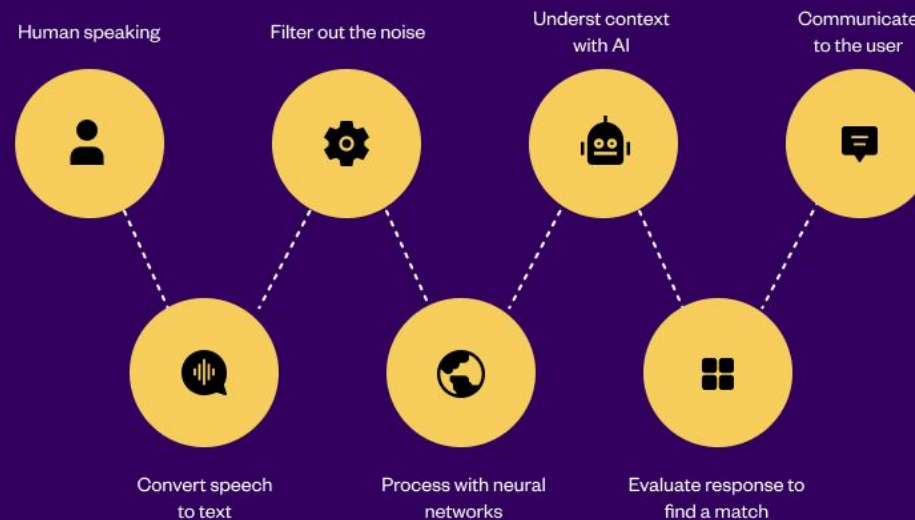 Human speaking
Convert speech
to text
Filter out the noise
Process with neural
networks
Underst context
with AI
Evaluate response to
find a match
Communicate
to the user